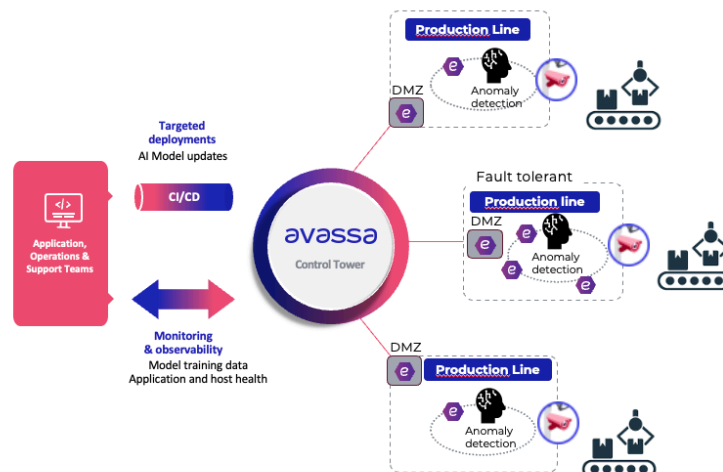 Production Line
e
Anomaly
detection
DMZ
e
Targeted
deployments
AI Model updates
CI/CD
</>
Application,
Operations &
Support Teams
avassa
Control Tower
Fault tolerant
Production line
DMZ
e
Anomaly
detection
e
e
Monitoring
& observability
Model training data
Application and host health
DMZ
e
Production Line
e
Anomaly
detection